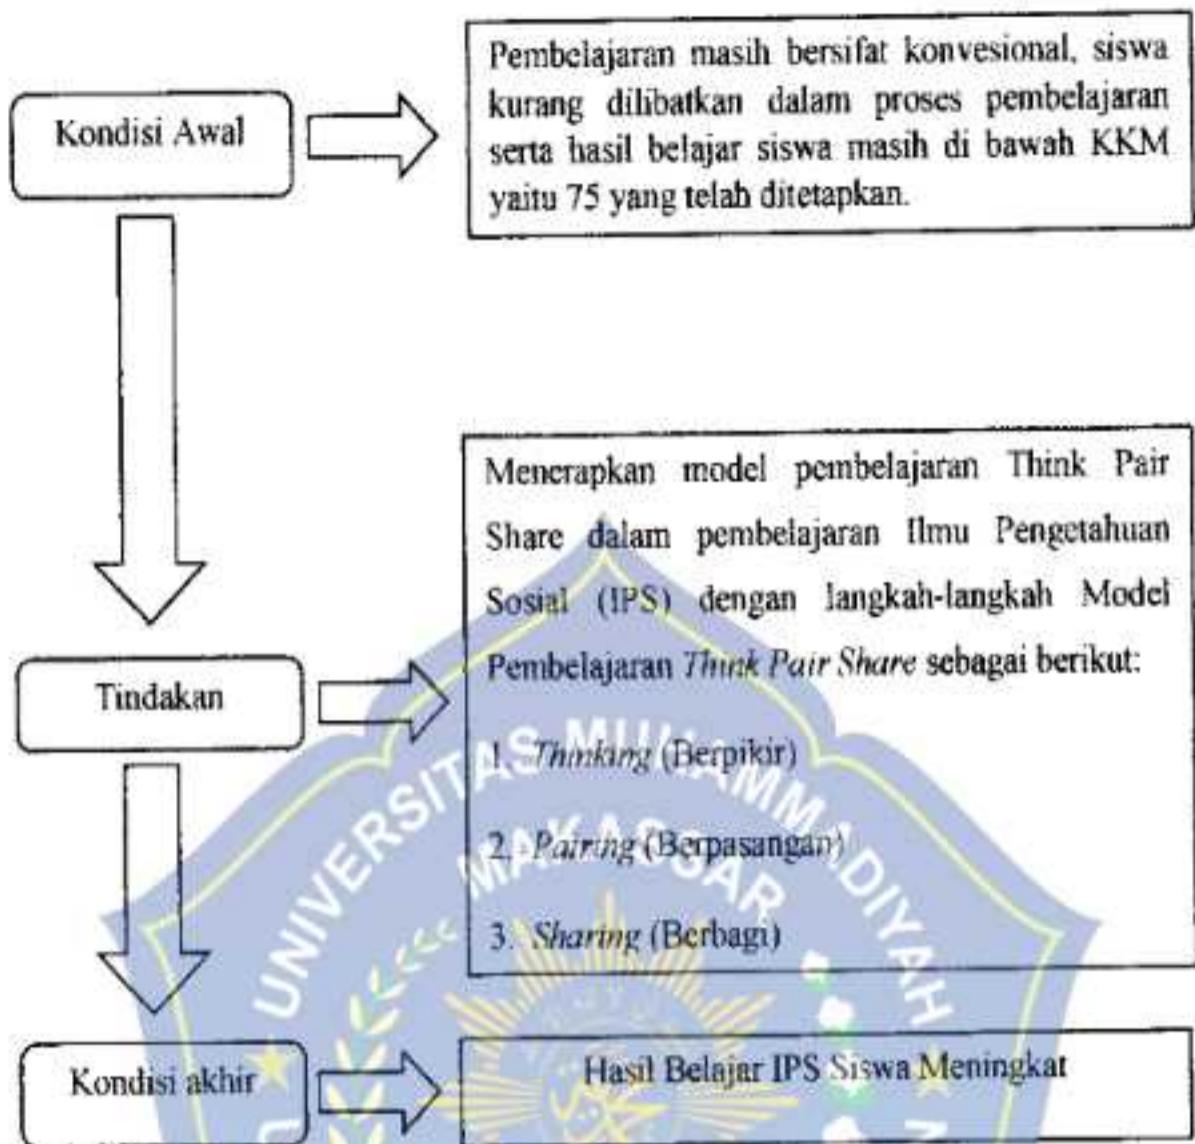 Kondisi Awal
Pembelajaran masih bersifat konvesional, siswa
kurang dilibatkan dalam proses pembelajaran
serta hasil belajar siswa masih di bawah KKM
yaitu 75 yang telah ditetapkan.
Tindakan
Menerapkan model pembelajaran Think Pair
Share dalam pembelajaran Ilmu Pengetahuan
Sosial (IPS) dengan langkah-langkah Model
Pembelajaran Think Pair Share sebagai berikut:
1. Thinking (Berpikir)
2. Pairing (Berpasangan)
3. Sharing (Berbagi)
Kondisi akhir
Hasil Belajar IPS Siswa Meningkat
UNIVERSITAS MUHAMMADIYAH
MAKASSAR